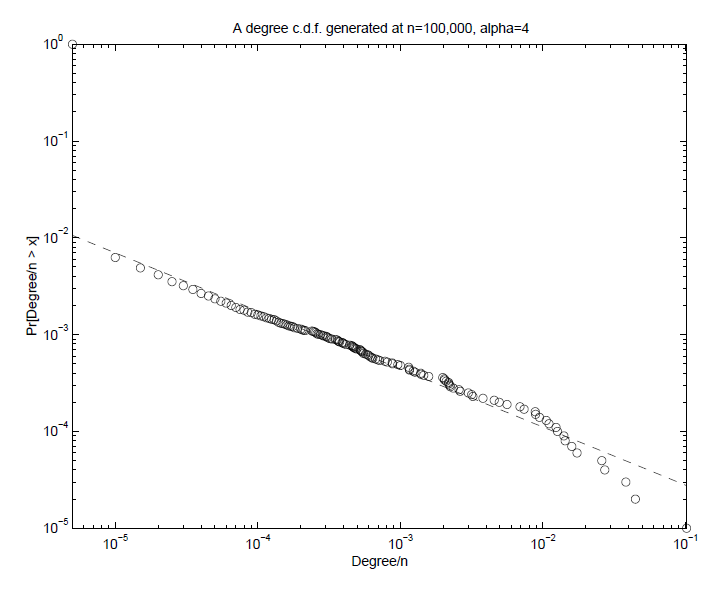 A degree c.d.f. generated at n=100,000, alpha=4
10^0
10^-1
10^-2
10^-3
10^-4
10^-5
Pr[Degree/n > x]
10^-5 10^-4 10^-3 10^-2 10^-1
Degree/n